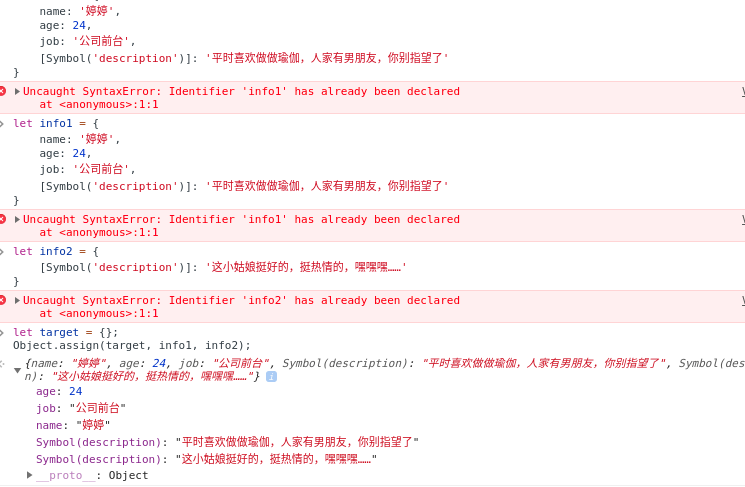 name: '婷婷',
age: 24,
job: '公司前台',
[Symbol('description')]: '平时喜欢做做瑜伽，人家有男朋友，你别指望了'
}
Uncaught SyntaxError: Identifier 'info1' has already been declared
at <anonymous>:1:1
let info1 = {
name: '婷婷',
age: 24,
job: '公司前台',
[Symbol('description')]: '平时喜欢做做瑜伽，人家有男朋友，你别指望了'
}
Uncaught SyntaxError: Identifier 'info1' has already been declared
at <anonymous>:1:1
let info2 = {
[Symbol('description')]: '这小姑娘挺好的，挺热情的，嘿嘿嘿……'
}
Uncaught SyntaxError: Identifier 'info2' has already been declared
at <anonymous>:1:1
let target = {};
Object.assign(target, info1, info2);
{name: "婷婷", age: 24, job: "公司前台", Symbol(description): "平时喜欢做做瑜伽，人家有男朋友，你别指望了", Symbol(des
n): "这小姑娘挺好的，挺热情的，嘿嘿嘿……"} i
age: 24
job: "公司前台"
name: "婷婷"
Symbol(description): "平时喜欢做做瑜伽，人家有男朋友，你别指望了"
Symbol(description): "这小姑娘挺好的，挺热情的，嘿嘿嘿……"
__proto__: Object